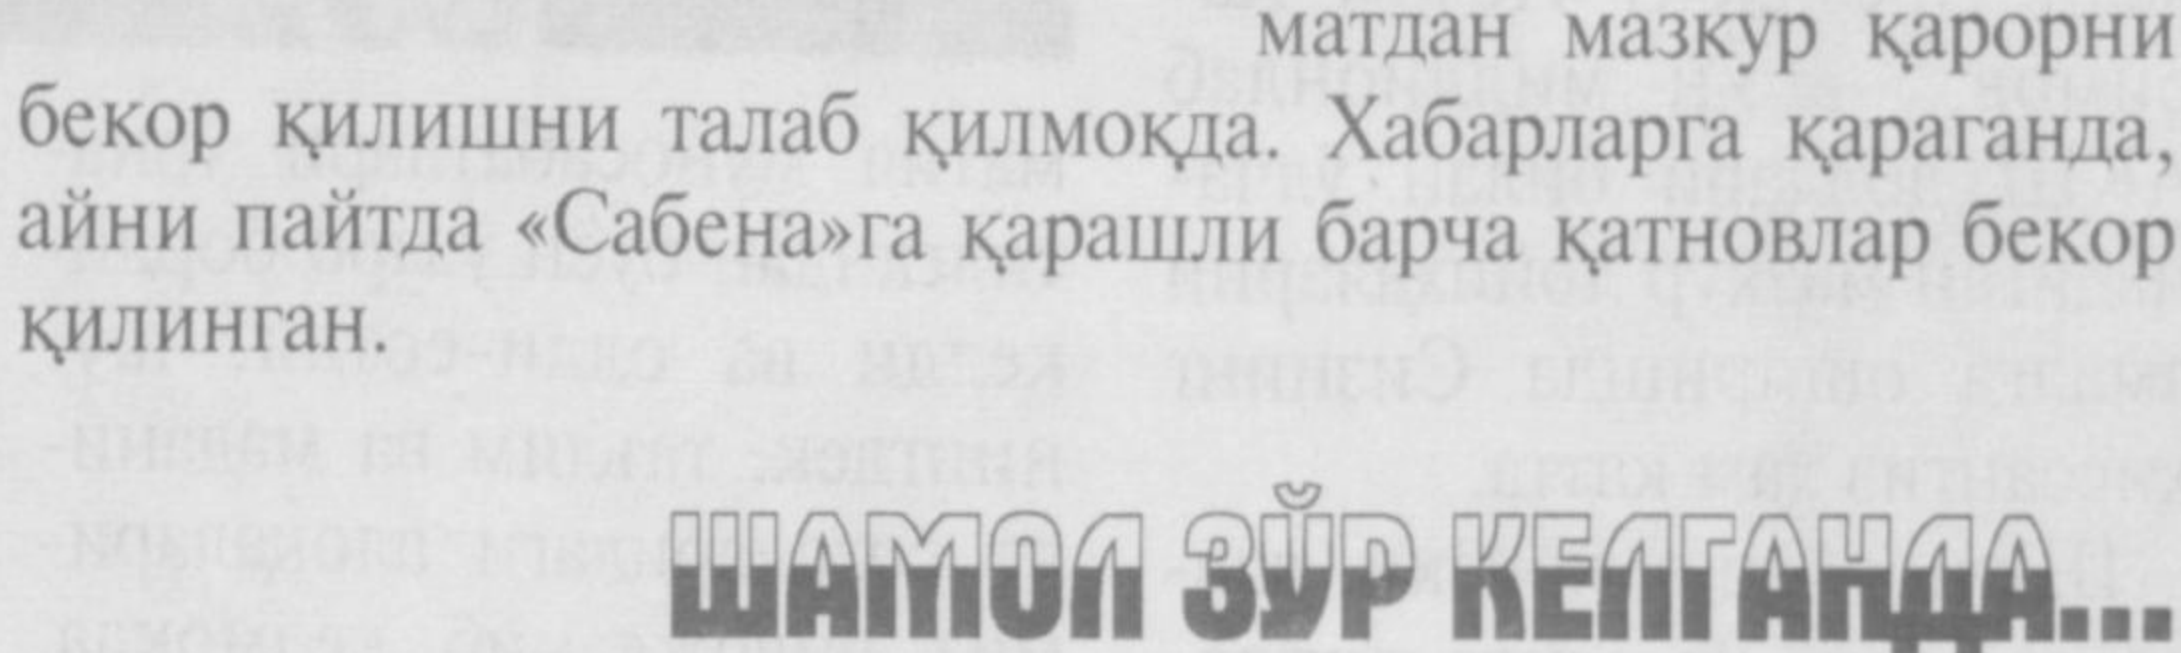 матдан мазкур қарорни
бекор қилишни талаб қилмоқда. Хабарларга қараганда,
айни пайтда «Сабена»га қарашли барча қатновлар бекор
қилинган.
ШАМОЛ ЗЎР КЕЛГАНДА...